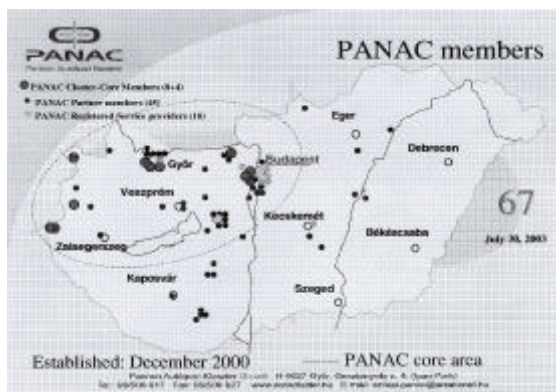 PANAC
PANAC members
PANAC Cluster-Core Members (8+4)
PANAC Partner members (45)
PANAC Registered Service providers (10)
Eger
Győr
Budapest
Debrecen
Veszprém
67
Kecskemét
Zalaegerszeg
Békéscsaba
July 30, 2003
Kaposvár
Szeged
Established: December 2000
PANAC core area